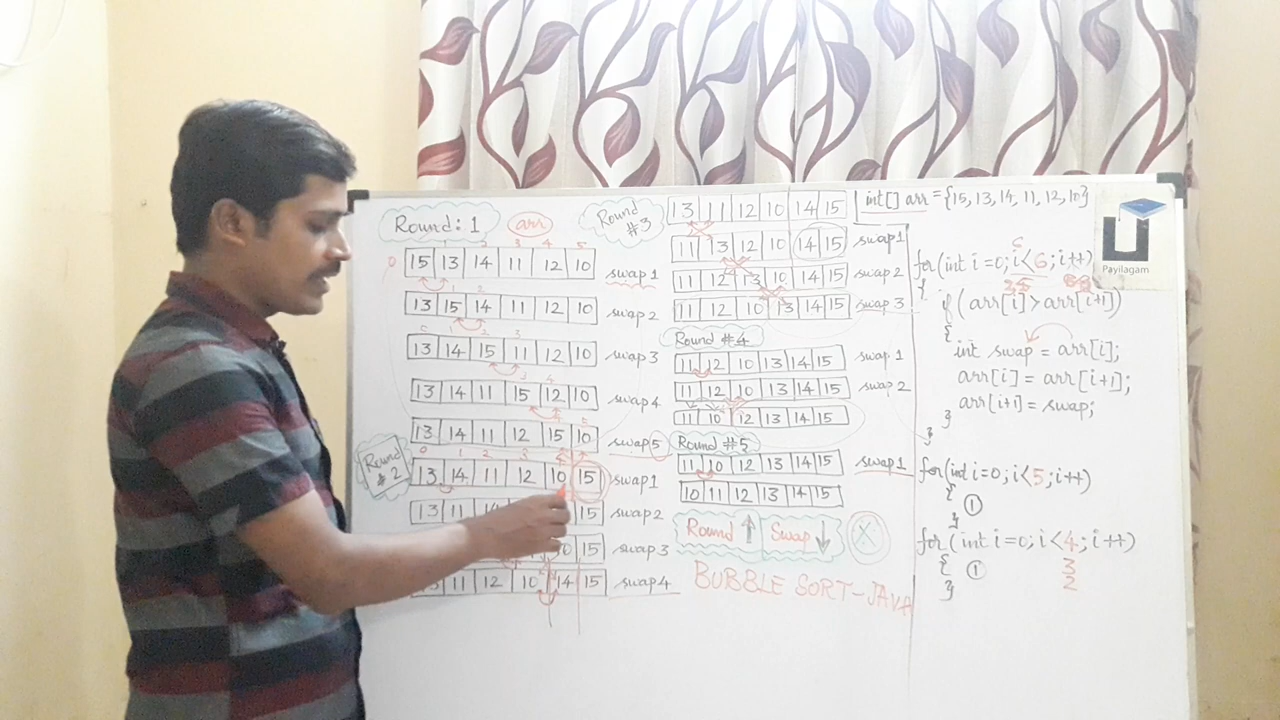 Round: 1
arr
0 1 2 3 4 5
15 13 14 11 12 10
swap 1
1 2
13 15 14 11 12 10
swap 2
13 14 15 11 12 10
swap 3
13 14 11 15 12 10
swap 4
13 14 11 12 15 10
swap 5
Round # 2
13 14 11 12 10 15
swap 1
13 11
15
swap 2
10 15
swap 3
11 12 10 14 15
swap 4
Round #3
13 11 12 10 14 15
11 13 12 10 14 15
swap 1
11 12 13 10 14 15
swap 2
11 12 10 13 14 15
swap 3
Round #4
11 12 10 13 14 15
swap 1
11 12 10 13 14 15
swap 2
11 10 12 13 14 15
Round #5
11 10 12 13 14 15
swap 1
10 11 12 13 14 15
Round ↑ Swap ↓
X
BUBBLE SORT-JAVA
int[] arr = {15, 13, 14, 11, 12, 10}
for(int i=0; i<6; i++)
{
if (arr[i] > arr[i+1])
{
int swap = arr[i];
arr[i] = arr[i+1];
arr[i+1] = swap;
}
}
for(int i=0; i<5; i++)
{
①
}
for(int i=0; i<4; i++)
{ ① 3
} 2
Payilagam